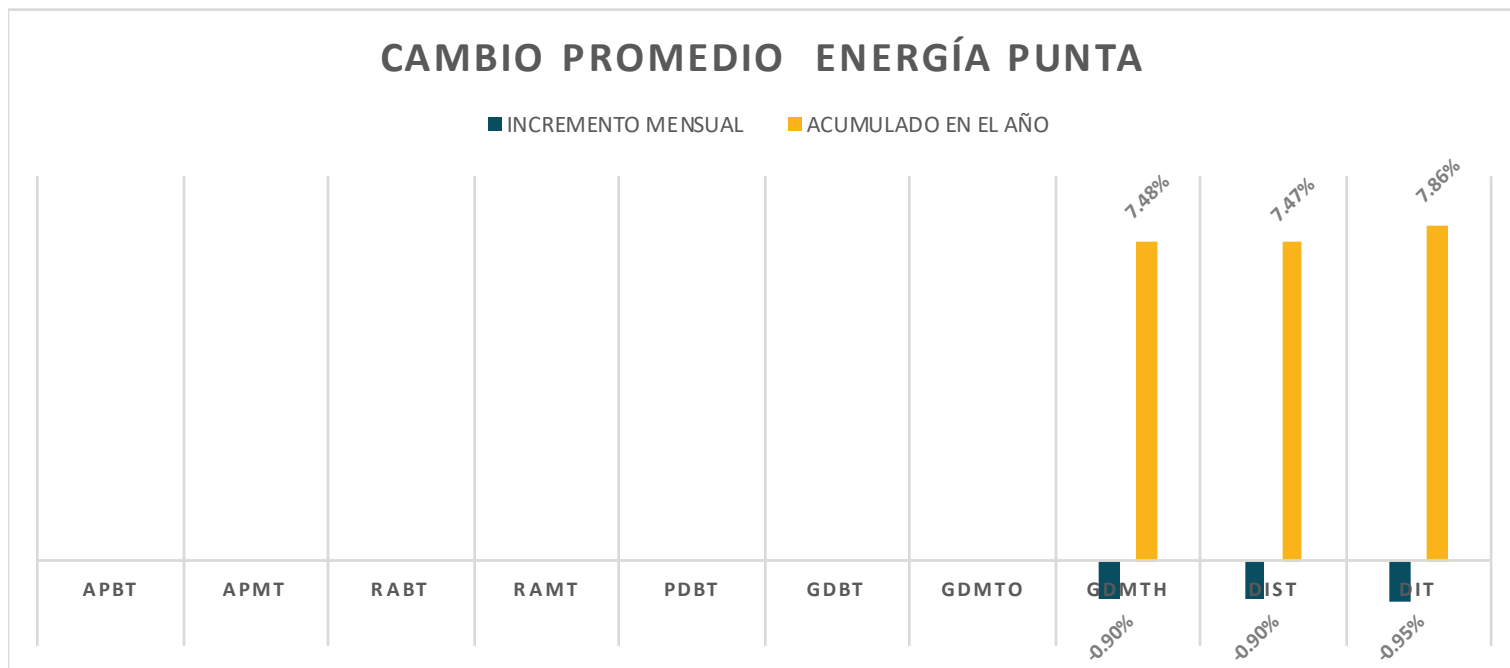 CAMBIO PROMEDIO ENERGÍA PUNTA
INCREMENTO MENSUAL ACUMULADO EN EL AÑO
7.48% 7.47% 7.86%
APBT APMT RABT RAMT PDBT GDBT GDMTO GDMTH DIST DIT
-0.90% -0.90% -0.95%